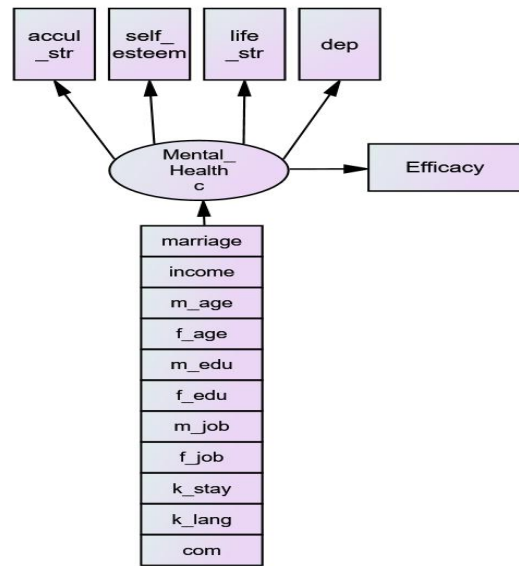 accul
_str
self_
esteem
life
_str
dep
Mental_
Health
c
Efficacy
marriage
income
m_age
f_age
m_edu
f_edu
m_job
f_job
k_stay
k_lang
com